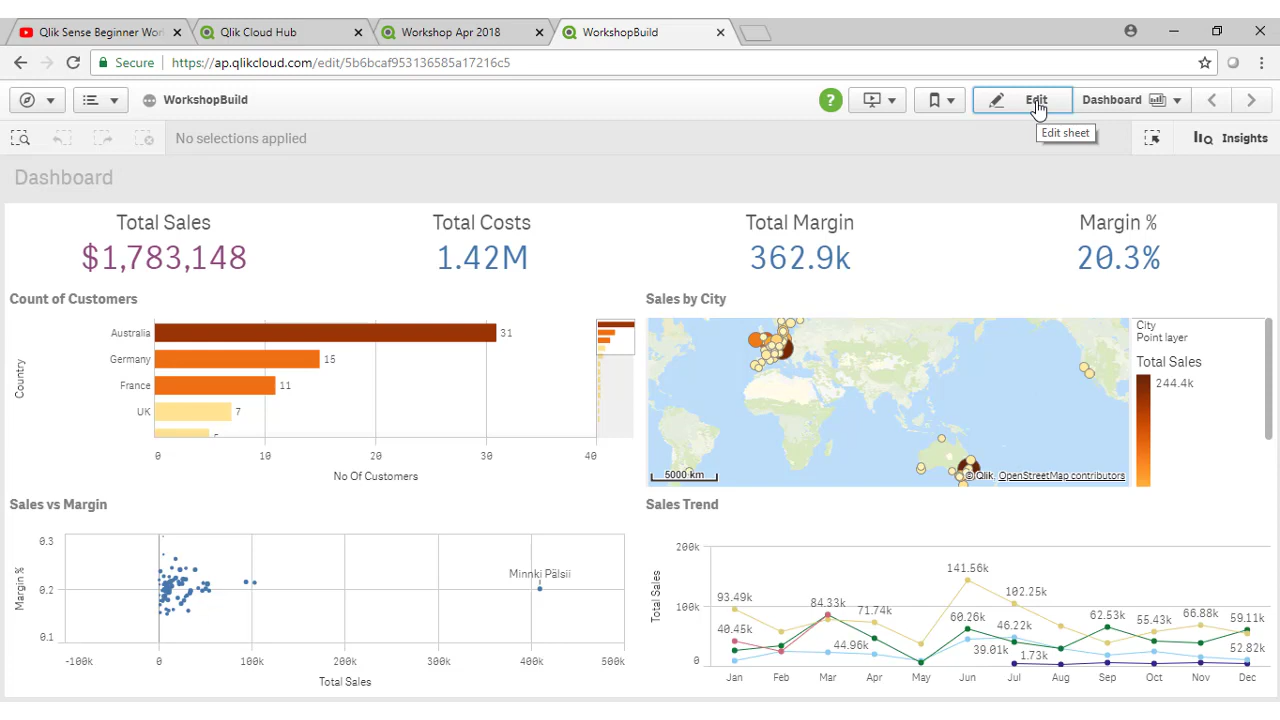 Qlik Sense Beginner Wor
Qlik Cloud Hub
Workshop Apr 2018
WorkshopBuild
Secure
https://ap.qlikcloud.com/edit/5b6bcaf953136585a17216c5
WorkshopBuild
?
Edit
Dashboard
Edit sheet
No selections applied
Insights
Dashboard
Total Sales
$1,783,148
Total Costs
1.42M
Total Margin
362.9k
Margin %
20.3%
Count of Customers
Country
Australia
31
Germany
15
France
11
UK
7
0
10
20
30
40
No Of Customers
Sales by City
5000 km
© Qlik, OpenStreetMap contributors
City
Point layer
Total Sales
244.4k
Sales vs Margin
Margin %
0.3
0.2
0.1
Minnki Pälsii
-100k
0
100k
200k
300k
400k
500k
Total Sales
Sales Trend
Total Sales
200k
100k
0
93.49k
40.45k
84.33k
44.96k
71.74k
141.56k
60.26k
39.01k
102.25k
46.22k
1.73k
62.53k
55.43k
66.88k
59.11k
52.82k
Jan
Feb
Mar
Apr
May
Jun
Jul
Aug
Sep
Oct
Nov
Dec